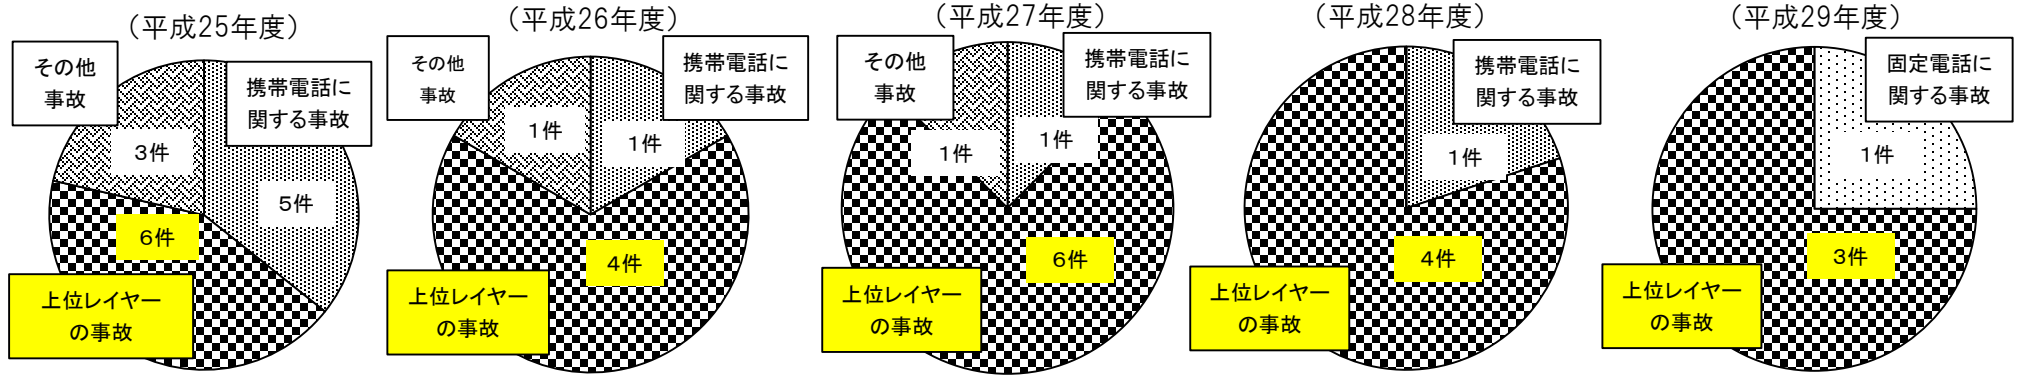 （平成25年度）
その他
事故
携帯電話に
関する事故
3件
5件
6件
上位レイヤー
の事故
（平成26年度）
その他
事故
携帯電話に
関する事故
1件
1件
4件
上位レイヤー
の事故
（平成27年度）
その他
事故
携帯電話に
関する事故
1件
1件
6件
上位レイヤー
の事故
（平成28年度）
携帯電話に
関する事故
1件
4件
上位レイヤー
の事故
（平成29年度）
固定電話に
関する事故
1件
3件
上位レイヤー
の事故